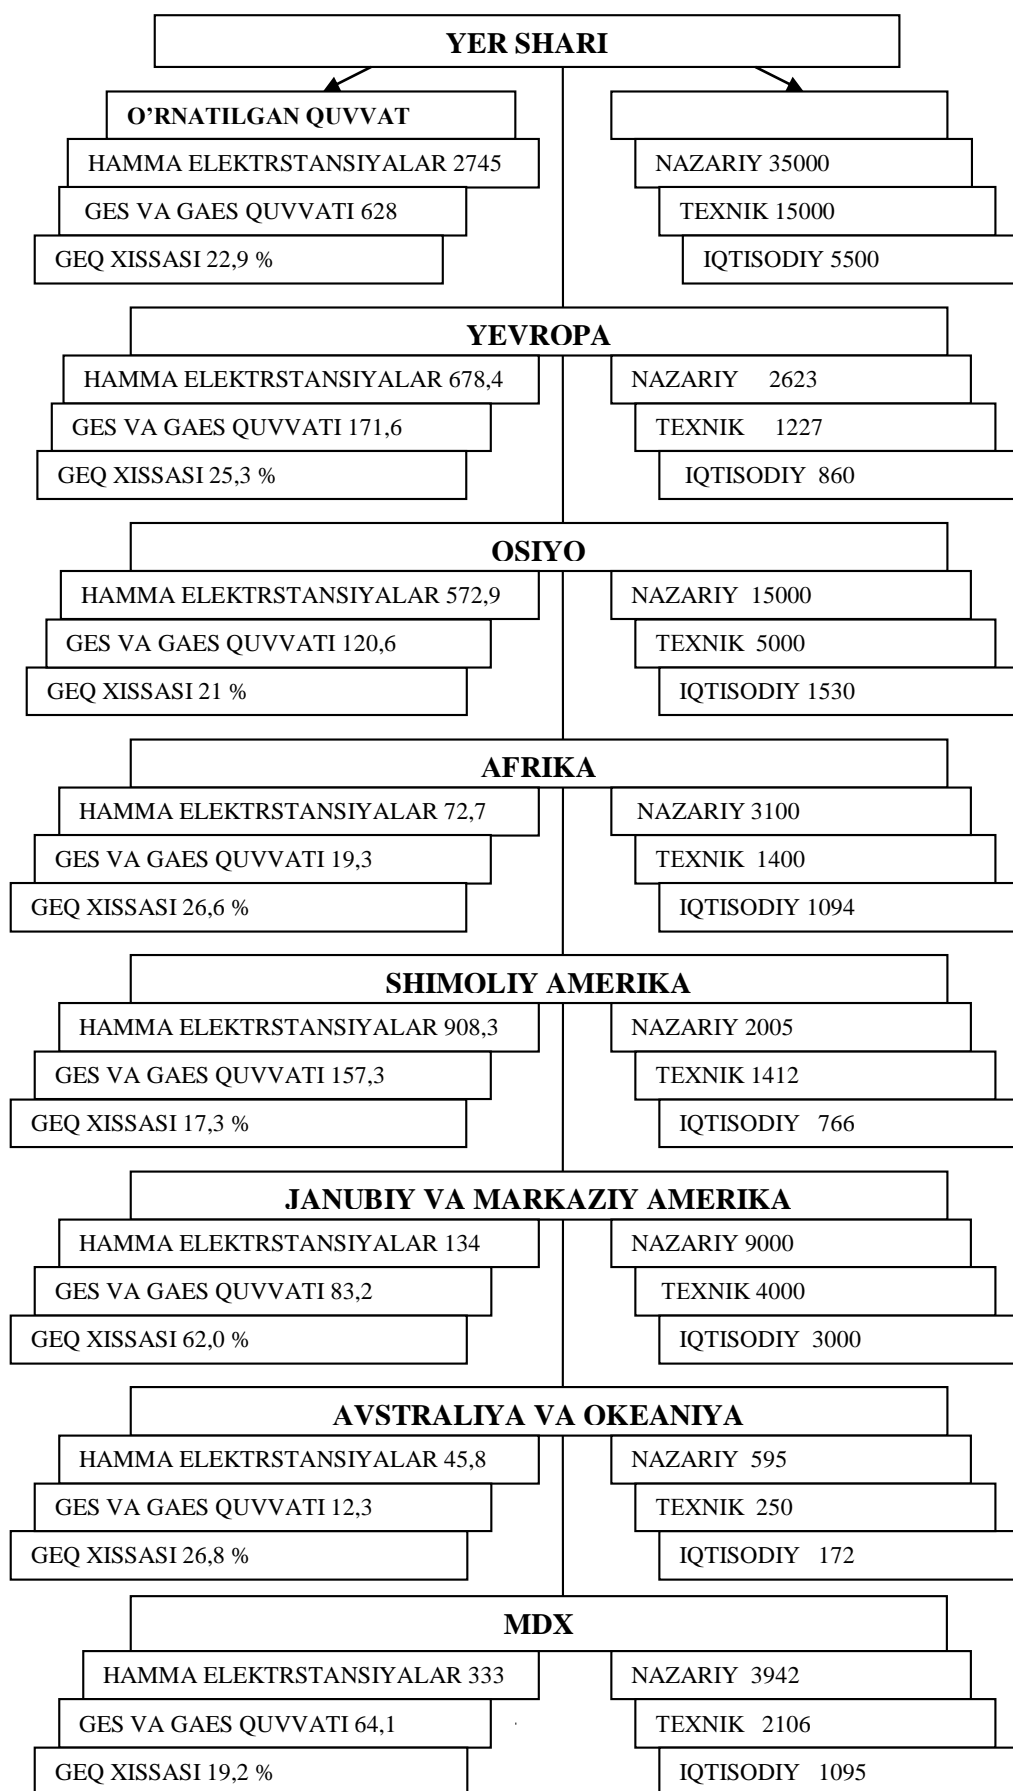 YER SHARI
O’RNATILGAN QUVVAT
HAMMA ELEKTRSTANSIYALAR 2745
NAZARIY 35000
GES VA GAES QUVVATI 628
TEXNIK 15000
GEQ XISSASI 22,9 %
IQTISODIY 5500
YEVROPA
HAMMA ELEKTRSTANSIYALAR 678,4
NAZARIY 2623
GES VA GAES QUVVATI 171,6
TEXNIK 1227
GEQ XISSASI 25,3 %
IQTISODIY 860
OSIYO
HAMMA ELEKTRSTANSIYALAR 572,9
NAZARIY 15000
GES VA GAES QUVVATI 120,6
TEXNIK 5000
GEQ XISSASI 21 %
IQTISODIY 1530
AFRIKA
HAMMA ELEKTRSTANSIYALAR 72,7
NAZARIY 3100
GES VA GAES QUVVATI 19,3
TEXNIK 1400
GEQ XISSASI 26,6 %
IQTISODIY 1094
SHIMOLIY AMERIKA
HAMMA ELEKTRSTANSIYALAR 908,3
NAZARIY 2005
GES VA GAES QUVVATI 157,3
TEXNIK 1412
GEQ XISSASI 17,3 %
IQTISODIY 766
JANUBIY VA MARKAZIY AMERIKA
HAMMA ELEKTRSTANSIYALAR 134
NAZARIY 9000
GES VA GAES QUVVATI 83,2
TEXNIK 4000
GEQ XISSASI 62,0 %
IQTISODIY 3000
AVSTRALIYA VA OKEANIYA
HAMMA ELEKTRSTANSIYALAR 45,8
NAZARIY 595
GES VA GAES QUVVATI 12,3
TEXNIK 250
GEQ XISSASI 26,8 %
IQTISODIY 172
MDX
HAMMA ELEKTRSTANSIYALAR 333
NAZARIY 3942
GES VA GAES QUVVATI 64,1
TEXNIK 2106
GEQ XISSASI 19,2 %
IQTISODIY 1095